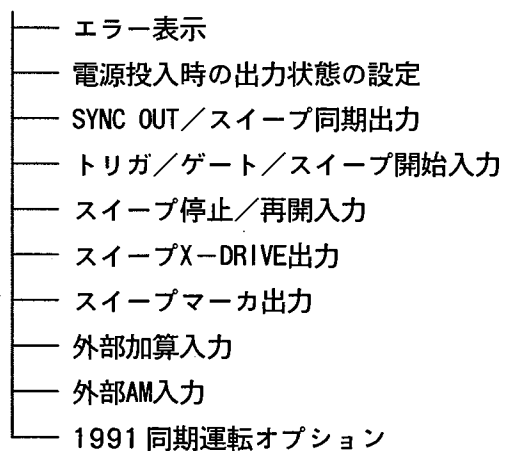 エラー表示
電源投入時の出力状態の設定
SYNC OUT／スイープ同期出力
トリガ／ゲート／スイープ開始入力
スイープ停止／再開入力
スイープX－DRIVE出力
スイープマーカ出力
外部加算入力
外部AM入力
1991同期運転オプション